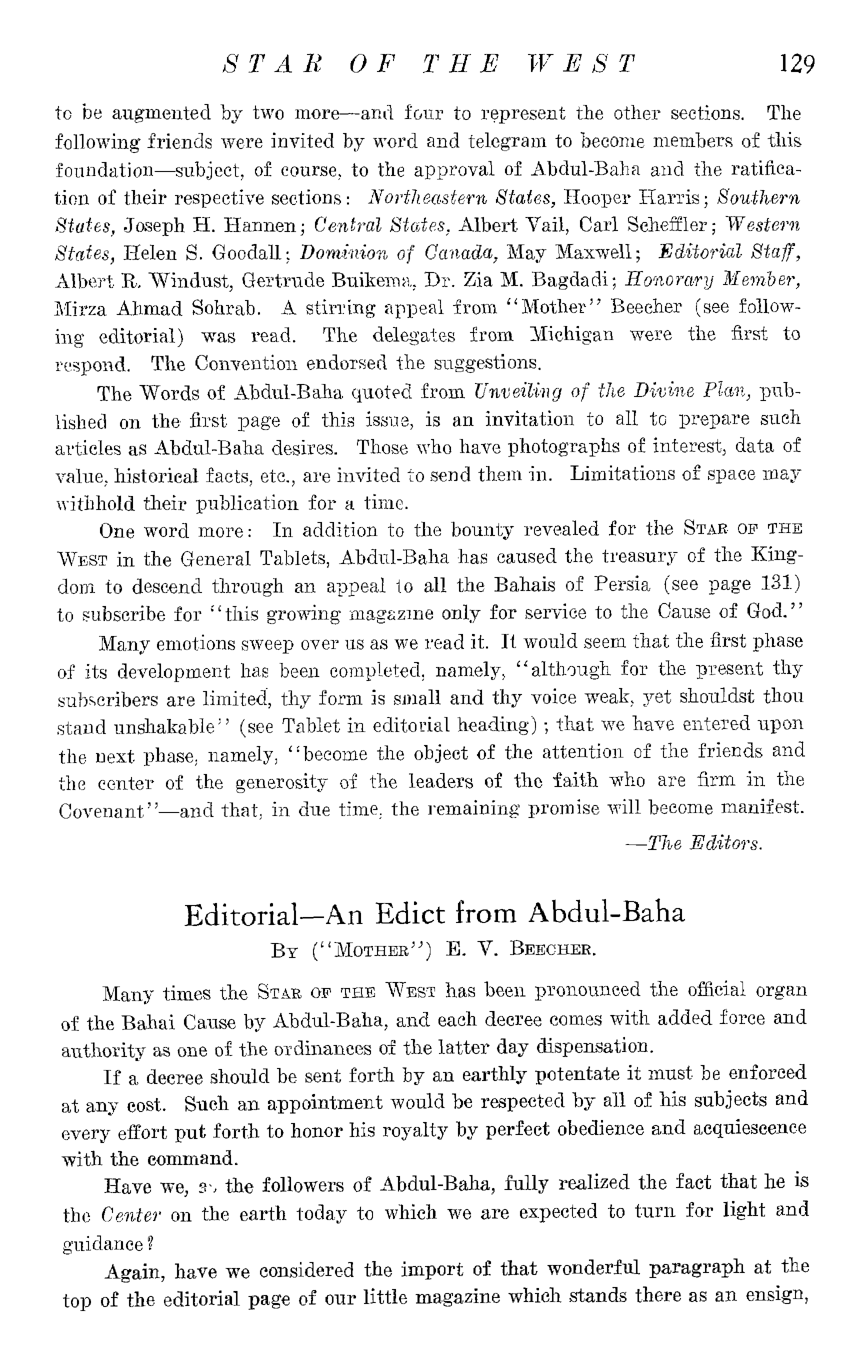 STAR OF THE WEST 129
to be augmented by two more—and four to represent the other sections. The
following friends were invited by word and telegram to become members of this
foundation—subject, of course, to the approval of Abdul-Baha and the ratifica-
tion of their respective sections: Northeastern States, Hooper Harris; Southern
States, Joseph H. Hannen; Central States, Albert Vail, Carl Scheffler; Western
States, Helen S. Goodall; Dominion of Canada, May Maxwell; Editorial Staff,
Albert R. Windust, Gertrude Buikema, Dr. Zia M. Bagdadi; Honorary Member,
Mirza Ahmad Sohrab. A stirring appeal from “Mother” Beecher (see follow-
ing editorial) was read. The delegates from Michigan were the first to
respond. The Convention endorsed the suggestions.
The Words of Abdul-Baha quoted from Unveiling of the Divine Plan, pub-
lished on the first page of this issue, is an invitation to all to prepare such
articles as Abdul-Baha desires. Those who have photographs of interest, data of
value, historical facts, etc., are invited to send them in. Limitations of space may
withhold their publication for a time.
One word more: In addition to the bounty revealed for the STAR OF THE
WEST in the General Tablets, Abdul-Baha has caused the treasury of the King-
dom to descend through an appeal to all the Bahais of Persia (see page 131)
to subscribe for “this growing magazine only for service to the Cause of God.”
Many emotions sweep over us as we read it. It would seem that the first phase
of its development has been completed, namely, “although for the present thy
subscribers are limited, thy form is small and thy voice weak, yet shouldst thou
stand unshakable” (see Tablet in editorial heading); that we have entered upon
the next phase, namely, “become the object of the attention of the friends and
the center of the generosity of the leaders of the faith who are firm in the
Covenant”—and that, in due time, the remaining promise will become manifest.
—The Editors.
Editorial—An Edict from Abdul-Baha
BY (“MOTHER”) E. V. BEECHER.
Many times the STAR OF THE WEST has been pronounced the official organ
of the Bahai Cause by Abdul-Baha, and each decree comes with added force and
authority as one of the ordinances of the latter day dispensation.
If a decree should be sent forth by an earthly potentate it must be enforced
at any cost. Such an appointment would be respected by all of his subjects and
every effort put forth to honor his royalty by perfect obedience and acquiescence
with the command.
Have we, the followers of Abdul-Baha, fully realized the fact that he is
the Center on the earth today to which we are expected to turn for light and
guidance?
Again, have we considered the import of that wonderful paragraph at the
top of the editorial page of our little magazine which stands there as an ensign,